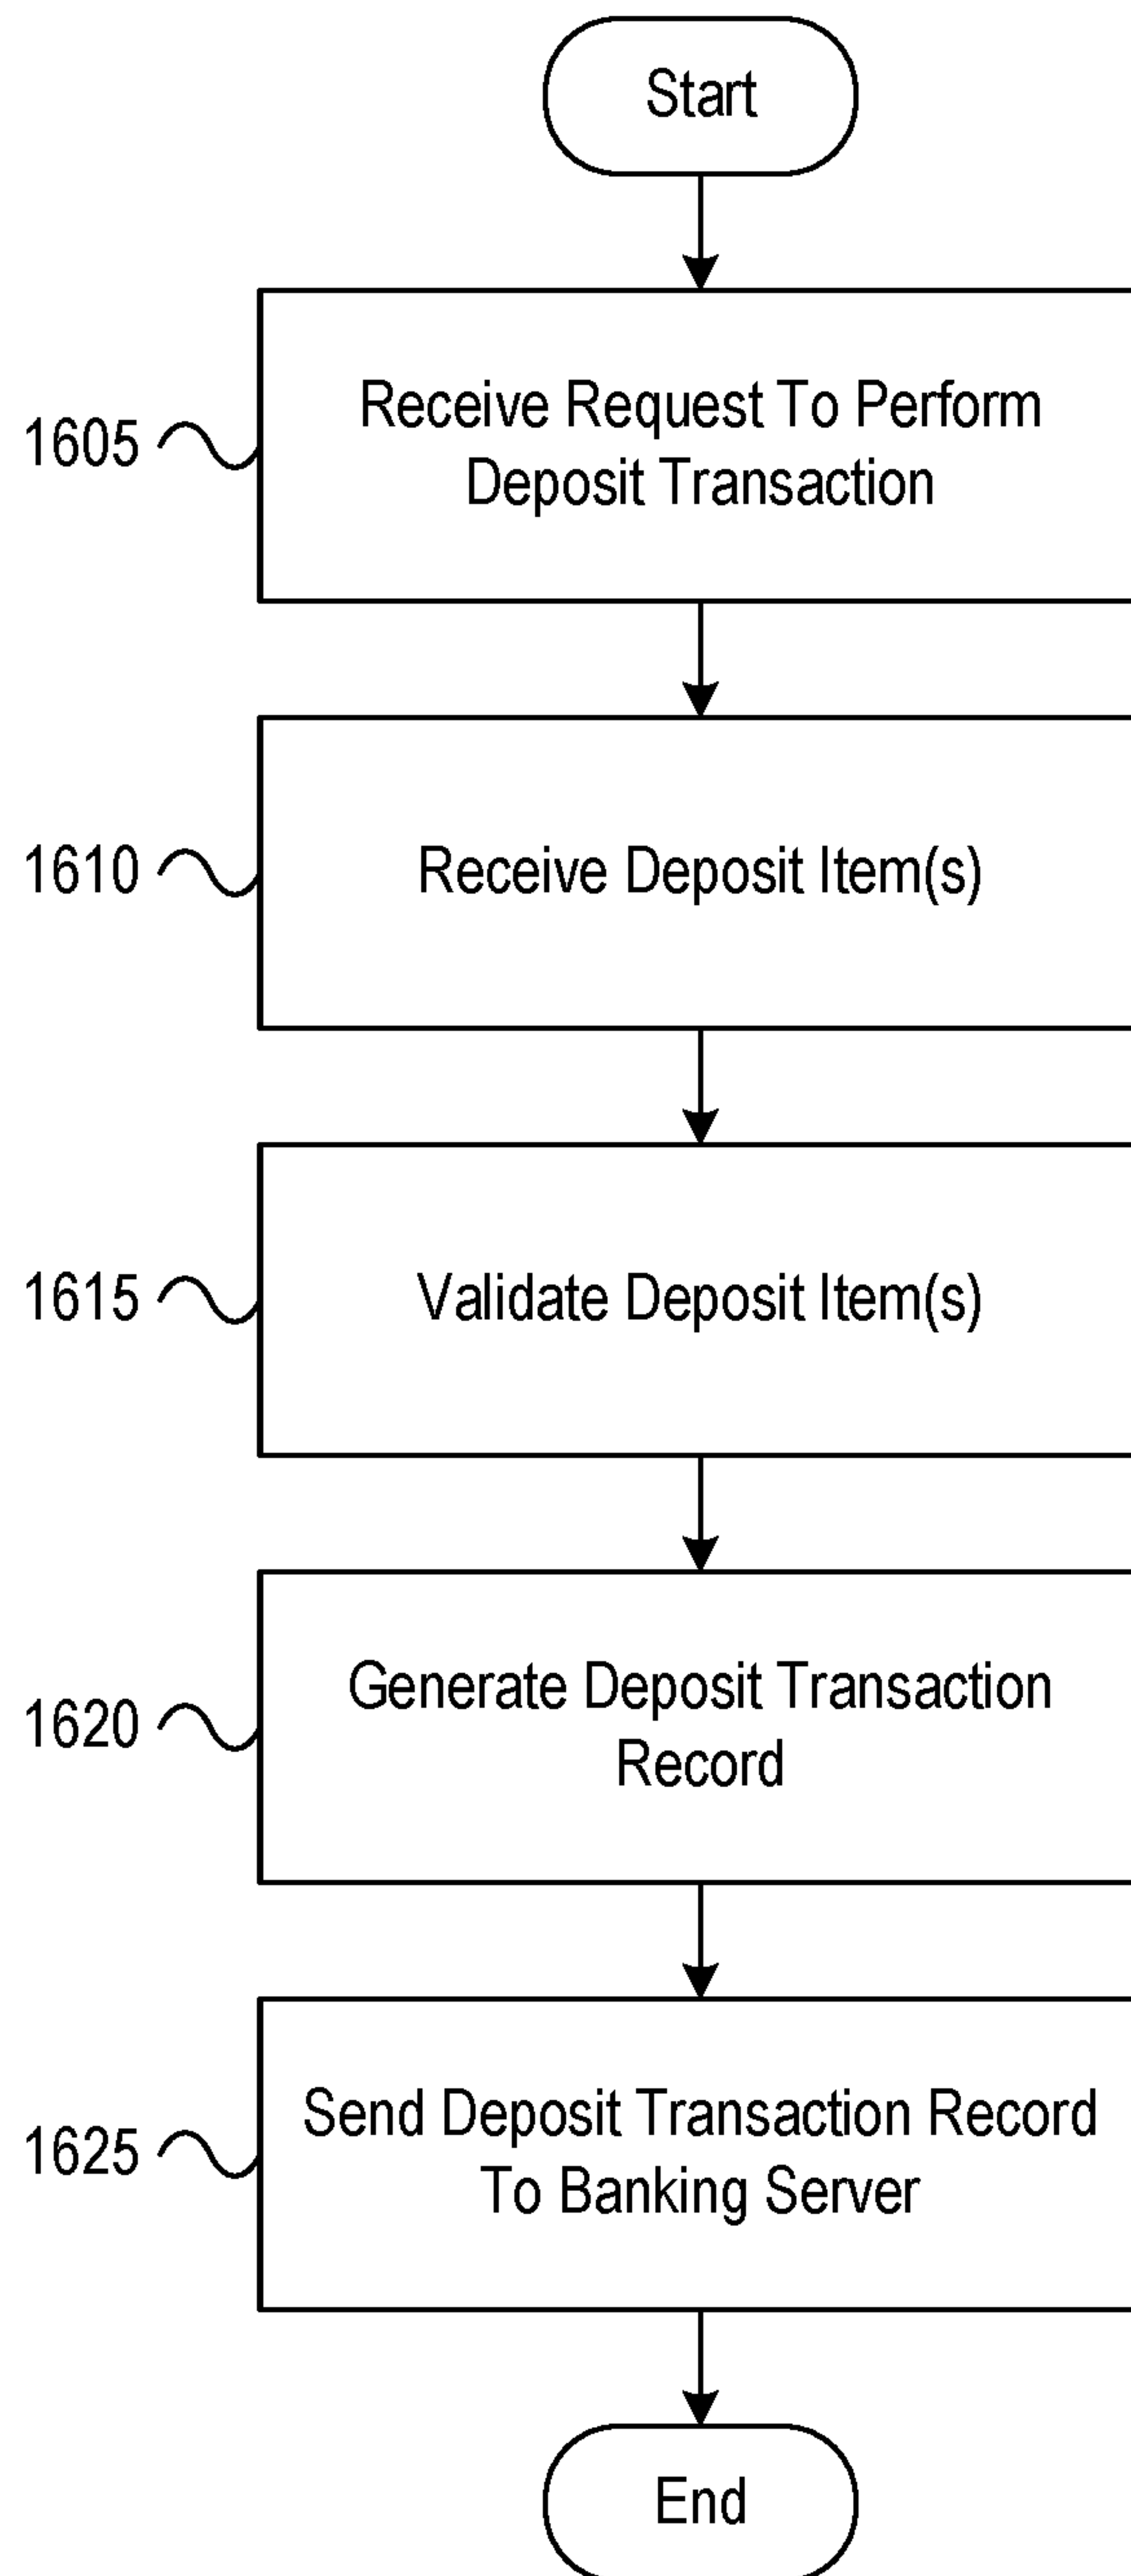 Start
Receive Request To Perform
Deposit Transaction
1605
Receive Deposit Item(s)
1610
Validate Deposit Item(s)
1615
Generate Deposit Transaction
Record
1620
Send Deposit Transaction Record
To Banking Server
1625
End